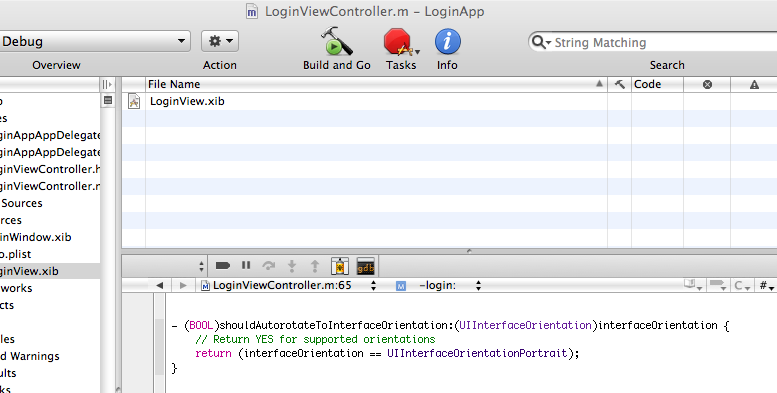 LoginViewController.m – LoginApp
Debug
String Matching
Overview
Action
Build and Go
Tasks
Info
Search
File Name
Code
LoginView.xib
ginAppAppDelegate
ginAppAppDelegate
ginViewController.h
ginViewController.m
Sources
rces
inWindow.xib
o.plist
ginView.xib
works
cts
les
d Warnings
ults
ks
gdb
LoginViewController.m:65
M
-login:
C
#
- (BOOL)shouldAutorotateToInterfaceOrientation:(UIInterfaceOrientation)interfaceOrientation {
// Return YES for supported orientations
return (interfaceOrientation == UIInterfaceOrientationPortrait);
}